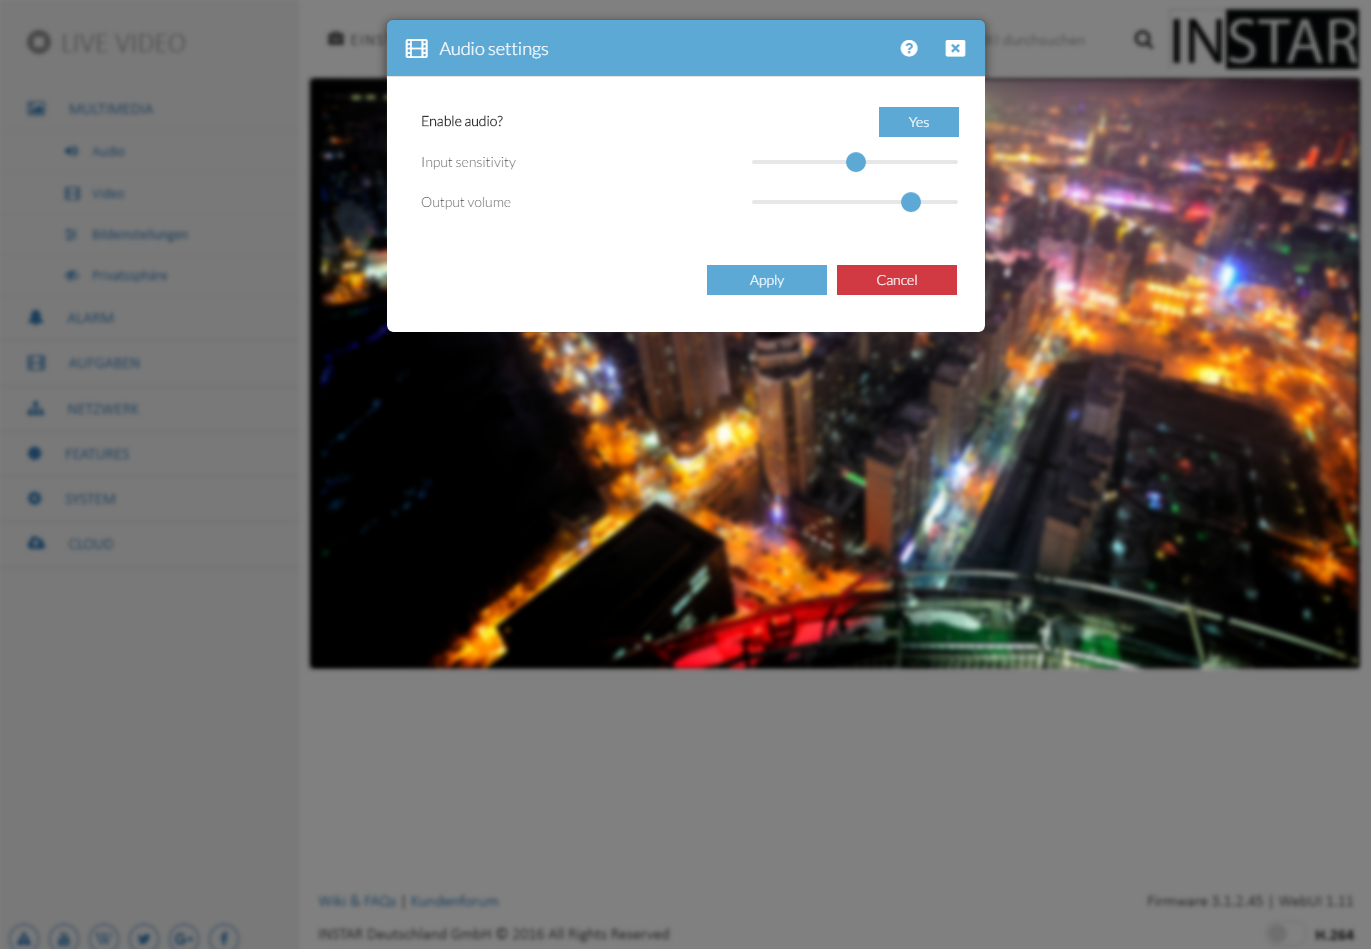 LIVE VIDEO
INSTAR
Audio settings
durchsuchen
MULTIMEDIA
Audio
Video
Bildeinstellungen
Privatsphäre
ALARM
AUFGABEN
NETZWERK
FEATURES
SYSTEM
CLOUD
Enable audio?
Yes
Input sensitivity
Output volume
Apply
Cancel
Wiki & FAQs | Kundenforum
Firmware 3.1.2.45 | WebUI 1.11
INSTAR Deutschland GmbH © 2016 All Rights Reserved
H.264